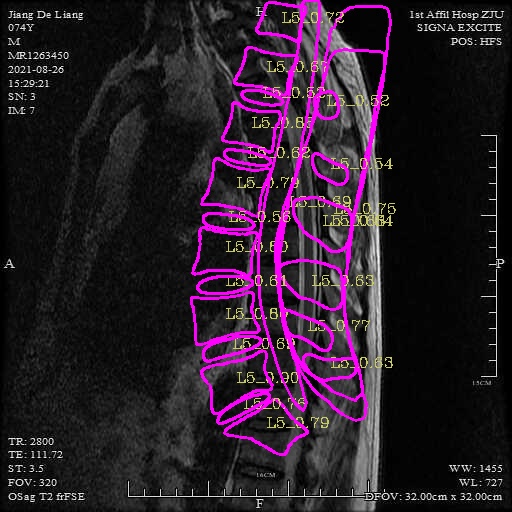 Jiang De Liang
074Y
M
MR1263450
2021-08-26
15:29:21
SN: 3
IM: 7
R
1st Affil Hosp ZJU
SIGNA EXCITE
POS: HFS
L5_0.72
L5_0.67
L5_0.52
L5_0.52
L5_0.83
L5_0.62
L5_0.54
L5_0.79
L5_0.69
L5_0.75
L5_0.56
L5_0.80
L5_0.61
L5_0.63
L5_0.77
L5_0.69
L5_0.63
L5_0.90
L5_0.76
L5_0.79
A
P
15CM
16CM
TR: 2800
TE: 111.72
ST: 3.5
FOV: 320
OSag T2 frFSE
F
WW: 1455
WL: 727
DFOV: 32.00cm x 32.00cm